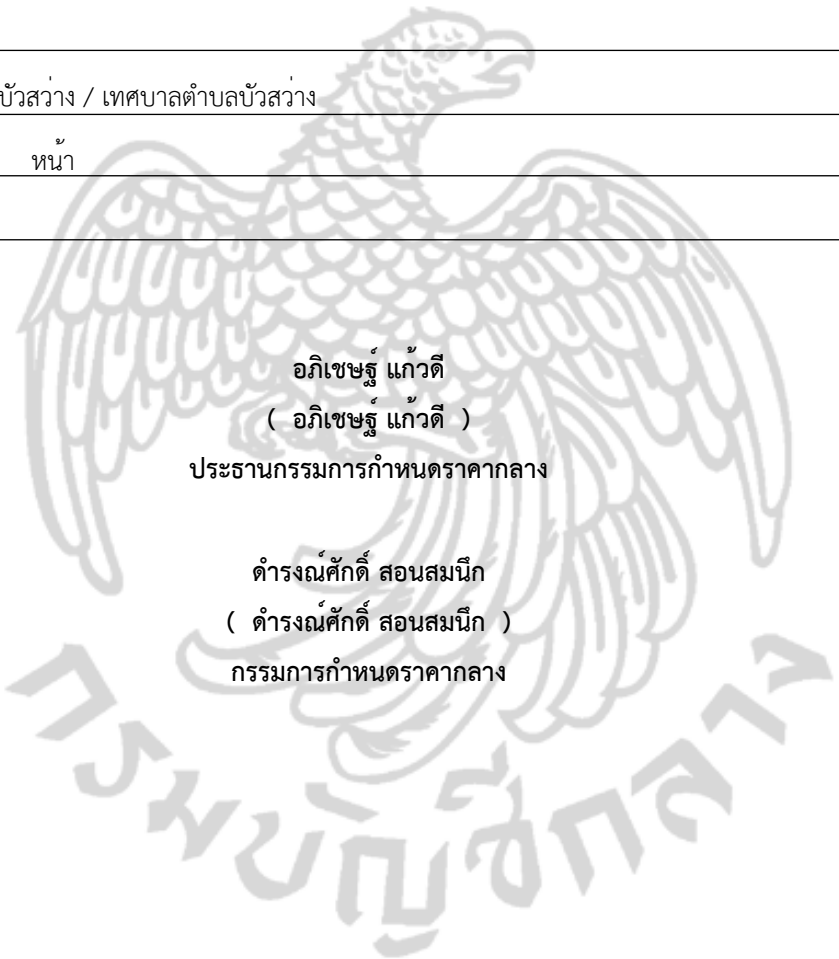 บัวสว่าง / เทศบาลตำบลบัวสว่าง
หน้า
อภิเชษฐ์ แก้วดี
( อภิเชษฐ์ แก้วดี )
ประธานกรรมการกำหนดราคากลาง
ดำรงณ์ศักดิ์ สอนสมนึก
( ดำรงณ์ศักดิ์ สอนสมนึก )
กรรมการกำหนดราคากลาง
กรมบัญชีกลาง